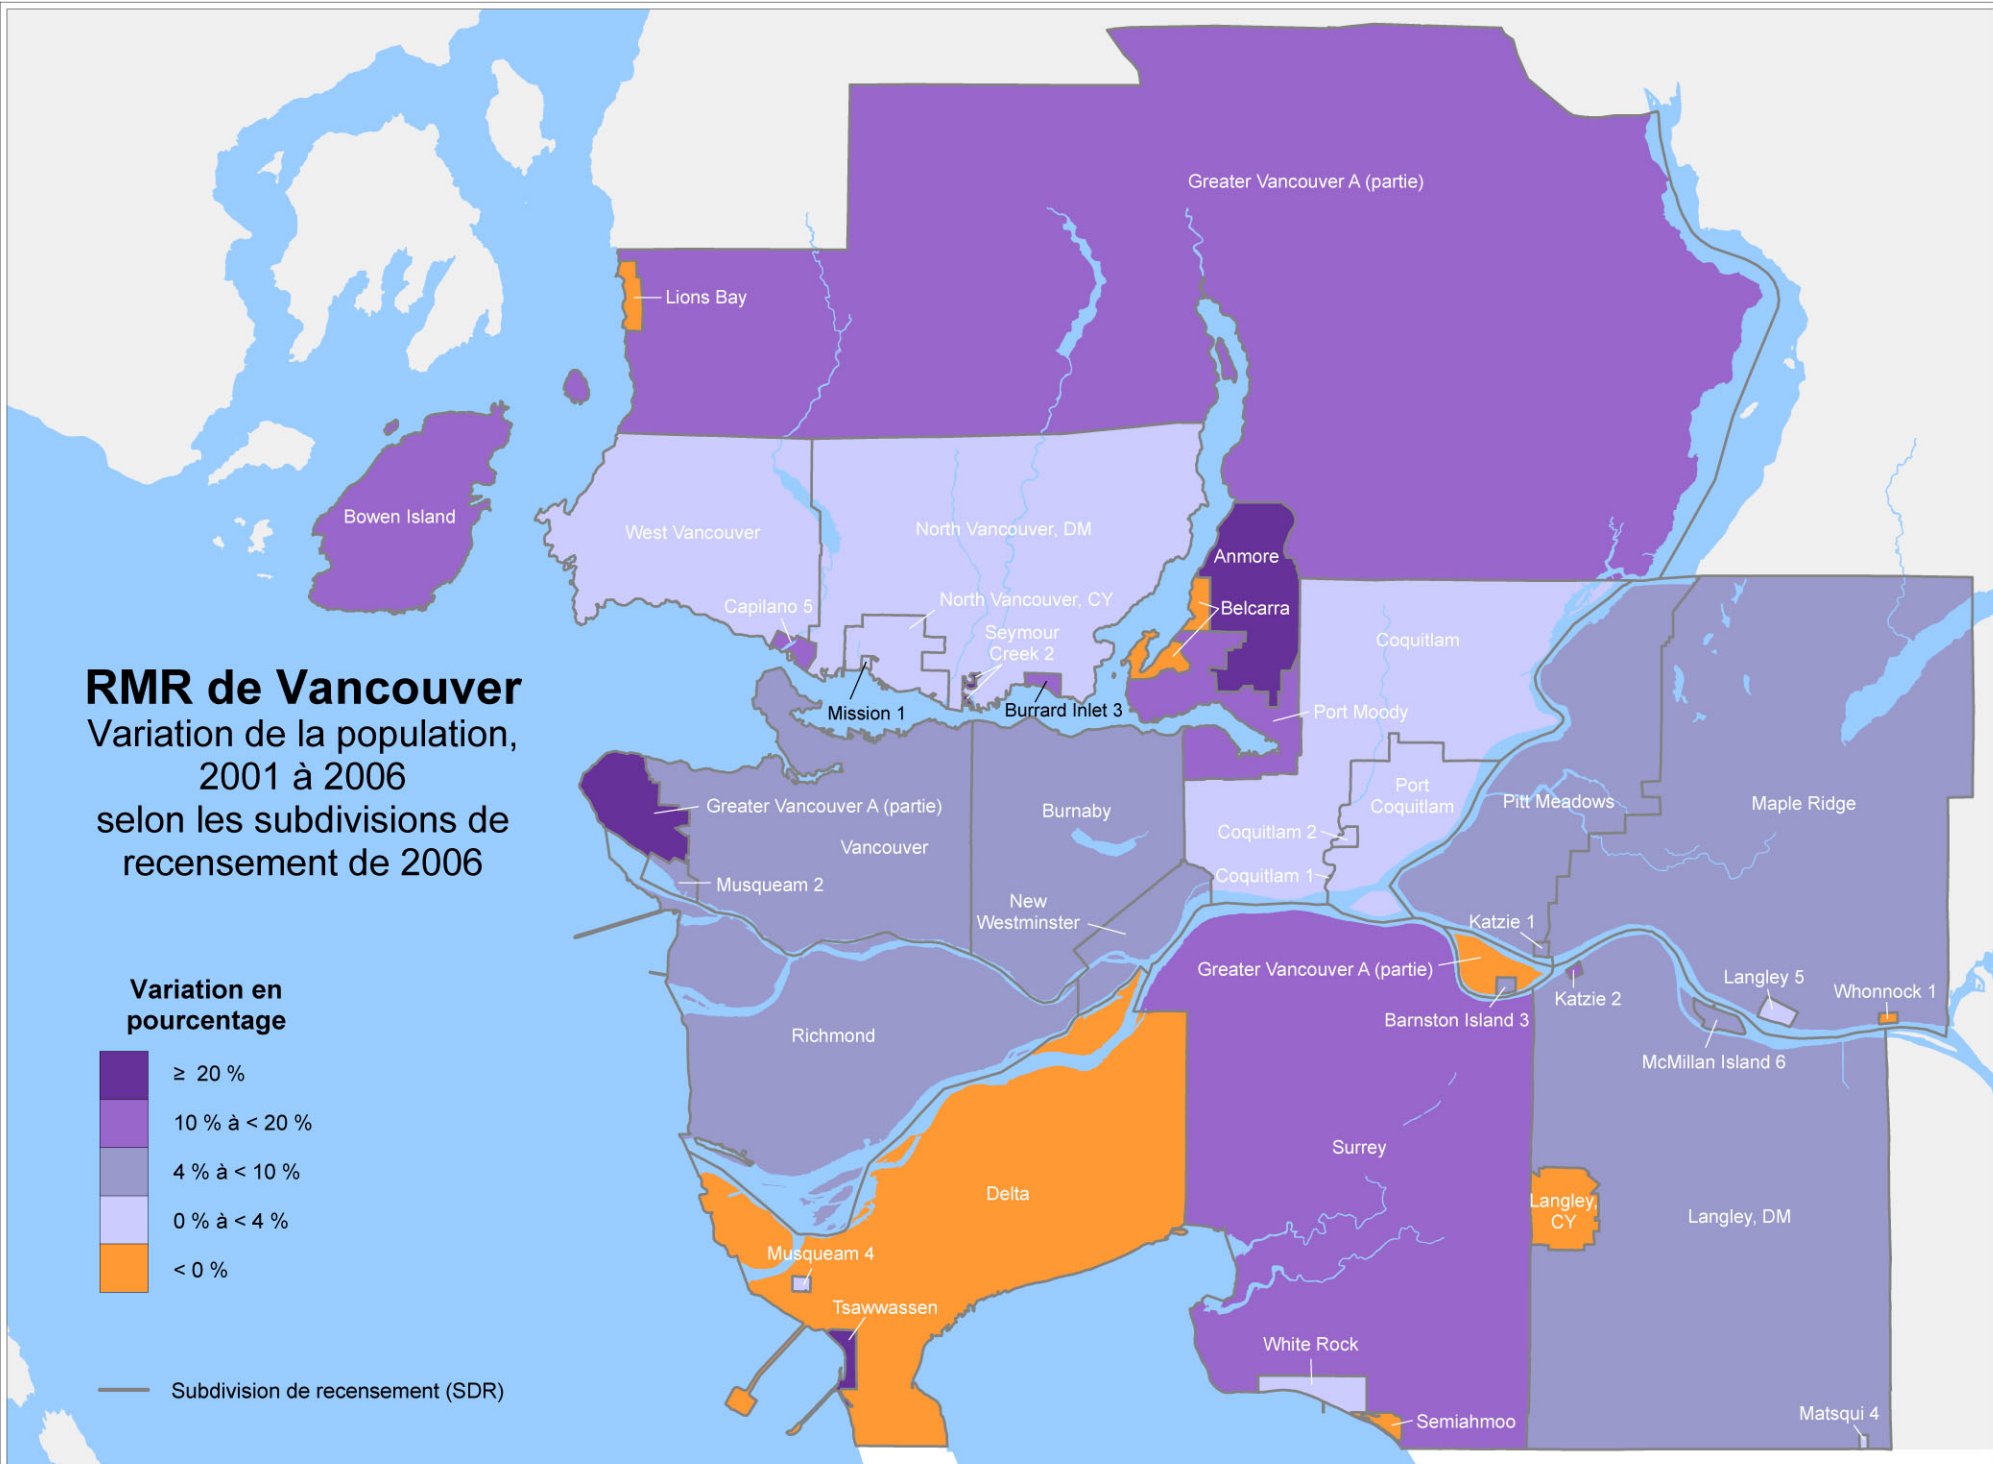 Greater Vancouver A (partie)
Lions Bay
Bowen Island
West Vancouver
North Vancouver, DM
Anmore
Capilano 5
North Vancouver, CY
Belcarra
Seymour
Creek 2
Coquitlam
RMR de Vancouver
Variation de la population,
2001 à 2006
selon les subdivisions de
recensement de 2006
Mission 1
Burrard Inlet 3
Port Moody
Greater Vancouver A (partie)
Vancouver
Burnaby
Port
Coquitlam
Pitt Meadows
Maple Ridge
Coquitlam 2
Coquitlam 1
Musqueam 2
New
Westminster
Katzie 1
Greater Vancouver A (partie)
Katzie 2
Langley 5
Whonnock 1
Barnston Island 3
McMillan Island 6
Richmond
Variation en
pourcentage
≥ 20 %
10 % à < 20 %
4 % à < 10 %
0 % à < 4 %
< 0 %
Surrey
Delta
Langley,
CY
Langley, DM
Musqueam 4
Tsawwassen
White Rock
Semiahmoo
Matsqui 4
Subdivision de recensement (SDR)